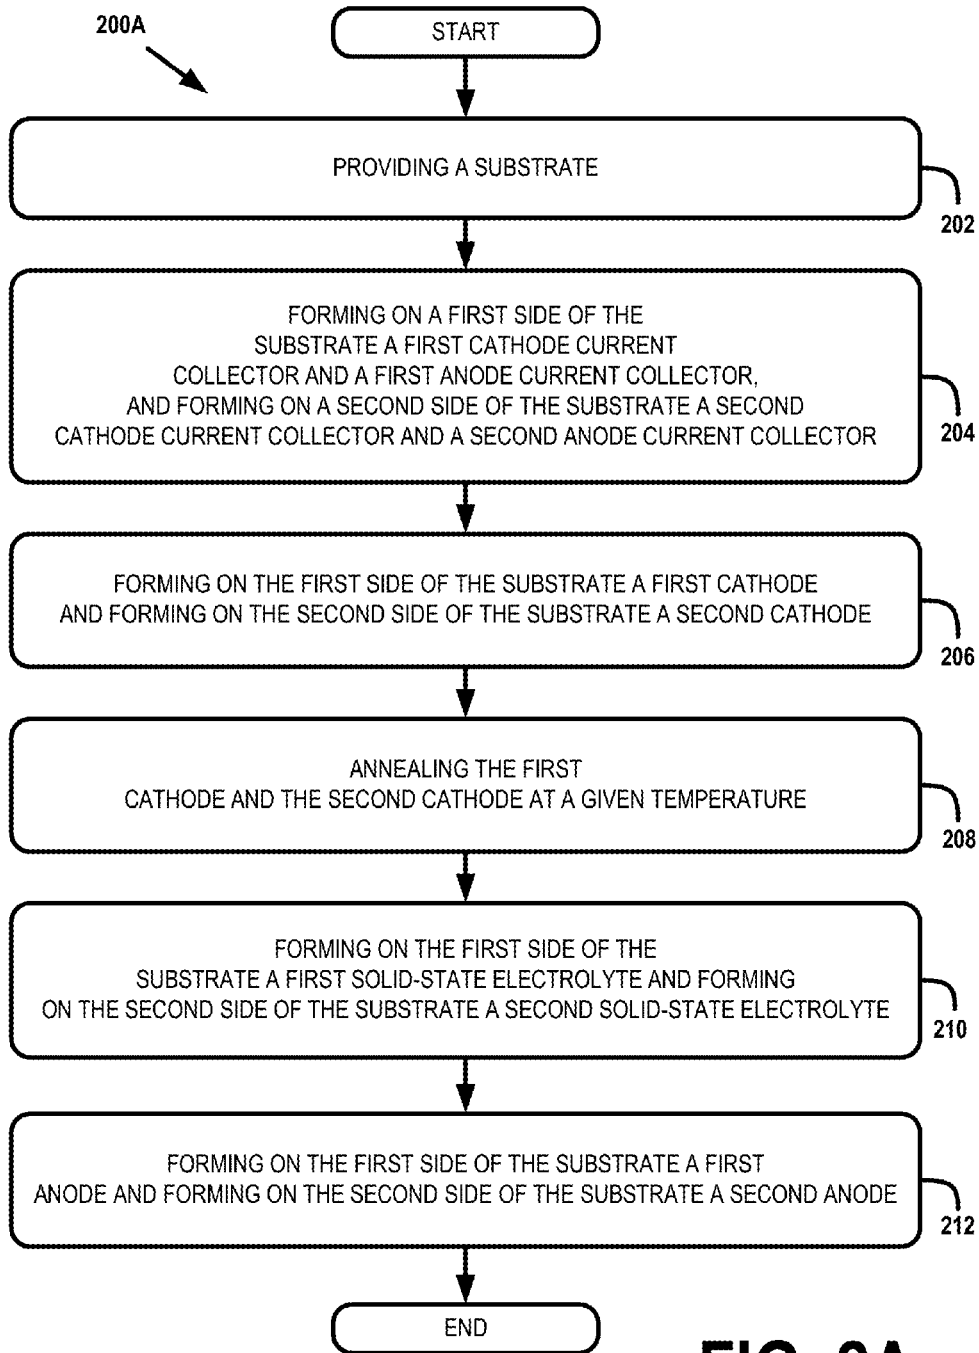 200A
START
PROVIDING A SUBSTRATE
202
FORMING ON A FIRST SIDE OF THE
SUBSTRATE A FIRST CATHODE CURRENT
COLLECTOR AND A FIRST ANODE CURRENT COLLECTOR,
AND FORMING ON A SECOND SIDE OF THE SUBSTRATE A SECOND
CATHODE CURRENT COLLECTOR AND A SECOND ANODE CURRENT COLLECTOR
204
FORMING ON THE FIRST SIDE OF THE SUBSTRATE A FIRST CATHODE
AND FORMING ON THE SECOND SIDE OF THE SUBSTRATE A SECOND CATHODE
206
ANNEALING THE FIRST
CATHODE AND THE SECOND CATHODE AT A GIVEN TEMPERATURE
208
FORMING ON THE FIRST SIDE OF THE
SUBSTRATE A FIRST SOLID-STATE ELECTROLYTE AND FORMING
ON THE SECOND SIDE OF THE SUBSTRATE A SECOND SOLID-STATE ELECTROLYTE
210
FORMING ON THE FIRST SIDE OF THE SUBSTRATE A FIRST
ANODE AND FORMING ON THE SECOND SIDE OF THE SUBSTRATE A SECOND ANODE
212
END